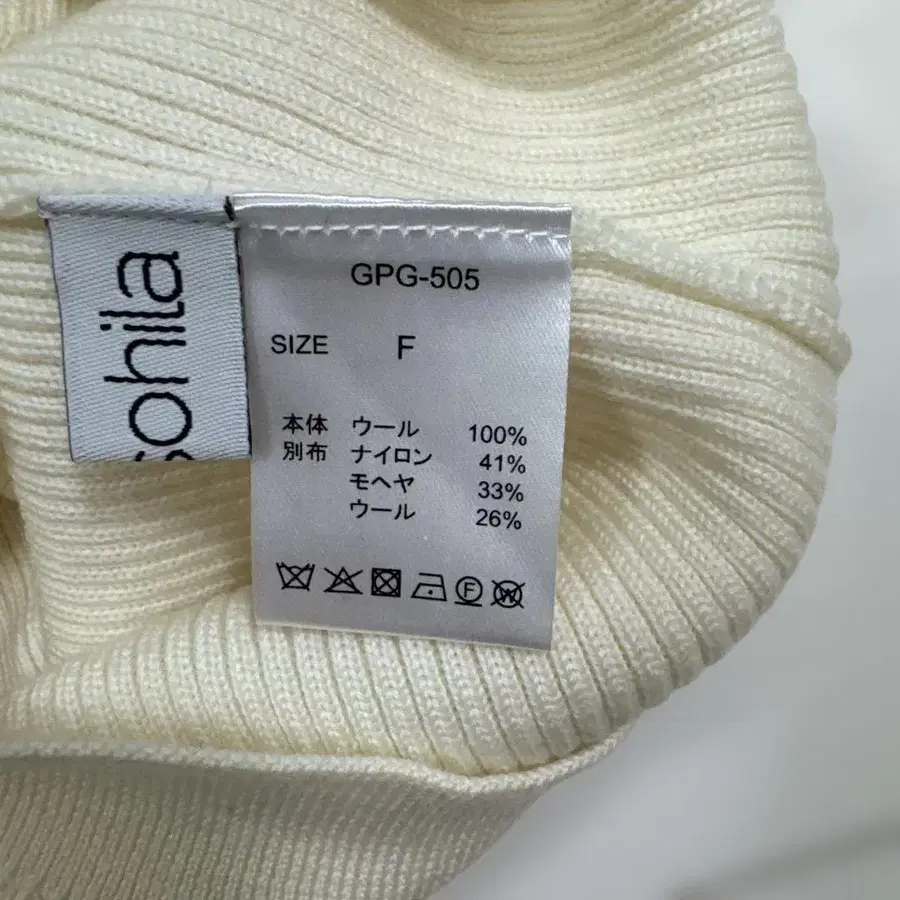 sohila
GPG-505
SIZE F
本体 ウール 100%
別布 ナイロン 41%
モヘヤ 33%
ウール 26%
F
W